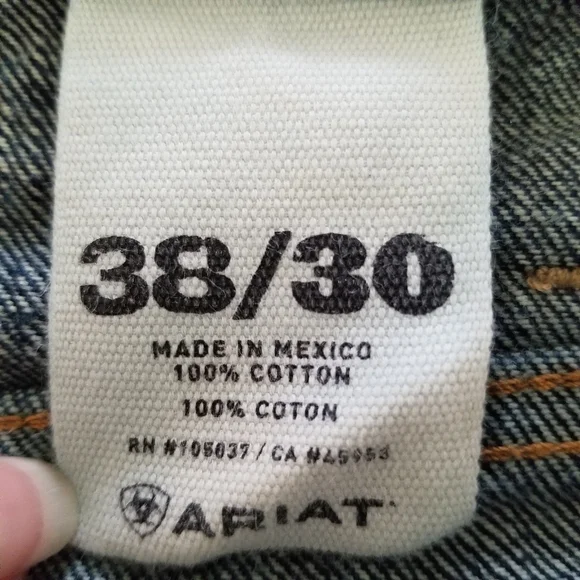 38/30
MADE IN MEXICO
100% COTTON
100% COTON
RN #105037 / CA #45953
ARIAT